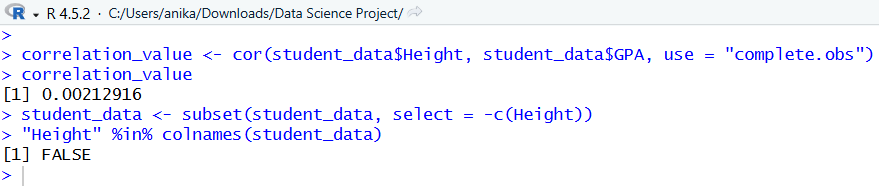 R R 4.5.2 · C:/Users/anika/Downloads/Data Science Project/
>
> correlation_value <- cor(student_data$Height, student_data$GPA, use = "complete.obs")
> correlation_value
[1] 0.00212916
> student_data <- subset(student_data, select = -c(Height))
> "Height" %in% colnames(student_data)
[1] FALSE
>